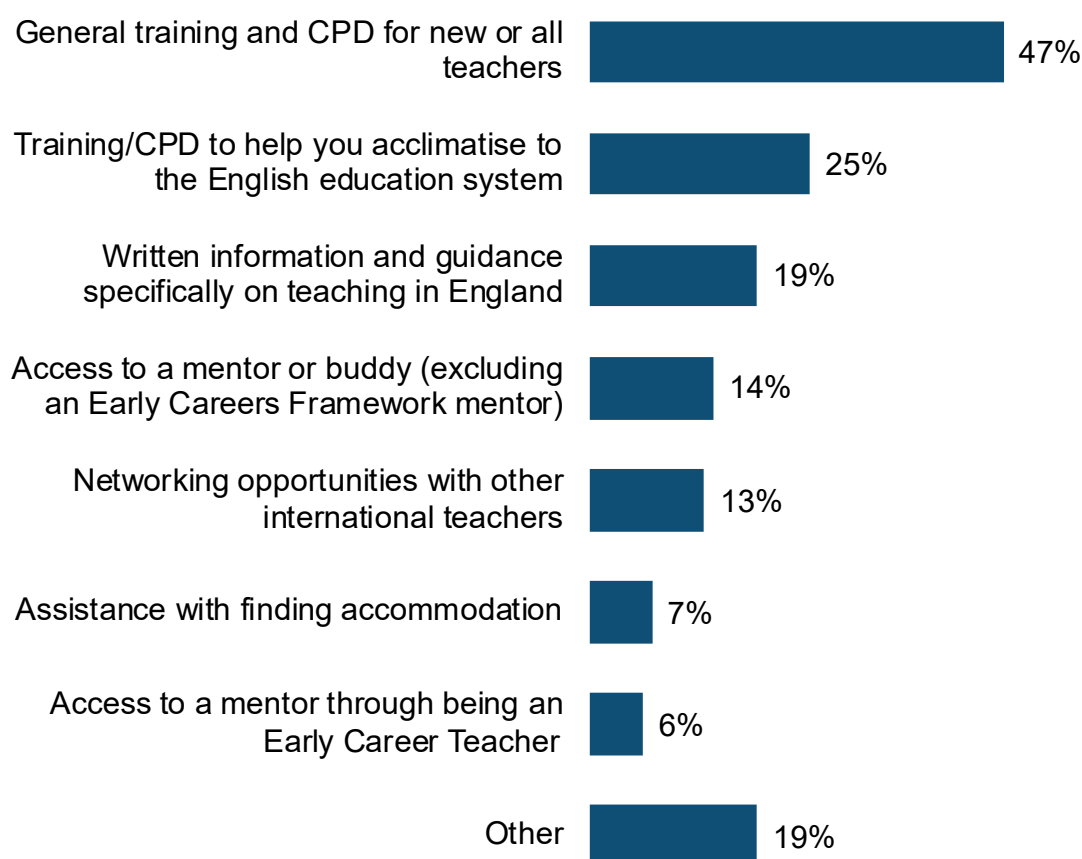 General training and CPD for new or all
teachers
47%
Training/CPD to help you acclimatise to
the English education system
25%
Written information and guidance
specifically on teaching in England
19%
Access to a mentor or buddy (excluding
an Early Careers Framework mentor)
14%
Networking opportunities with other
international teachers
13%
Assistance with finding accommodation
7%
Access to a mentor through being an
Early Career Teacher
6%
Other
19%